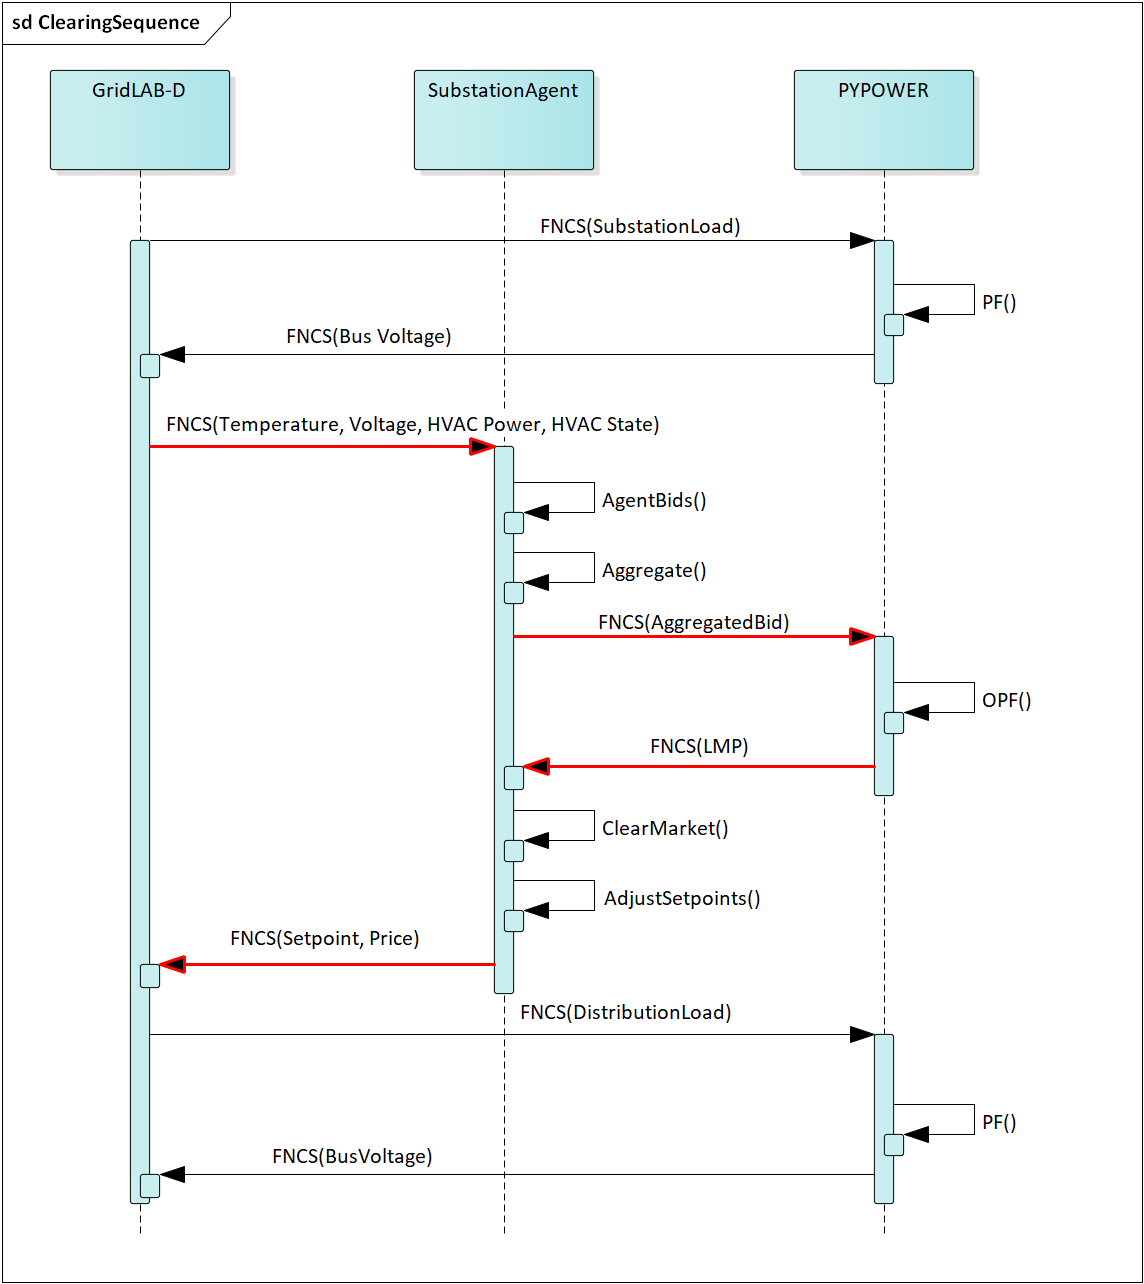 sd ClearingSequence
GridLAB-D
SubstationAgent
PYPOWER
FNCS(SubstationLoad)
PF()
FNCS(Bus Voltage)
FNCS(Temperature, Voltage, HVAC Power, HVAC State)
AgentBids()
Aggregate()
FNCS(AggregatedBid)
OPF()
FNCS(LMP)
ClearMarket()
AdjustSetpoints()
FNCS(Setpoint, Price)
FNCS(DistributionLoad)
PF()
FNCS(BusVoltage)